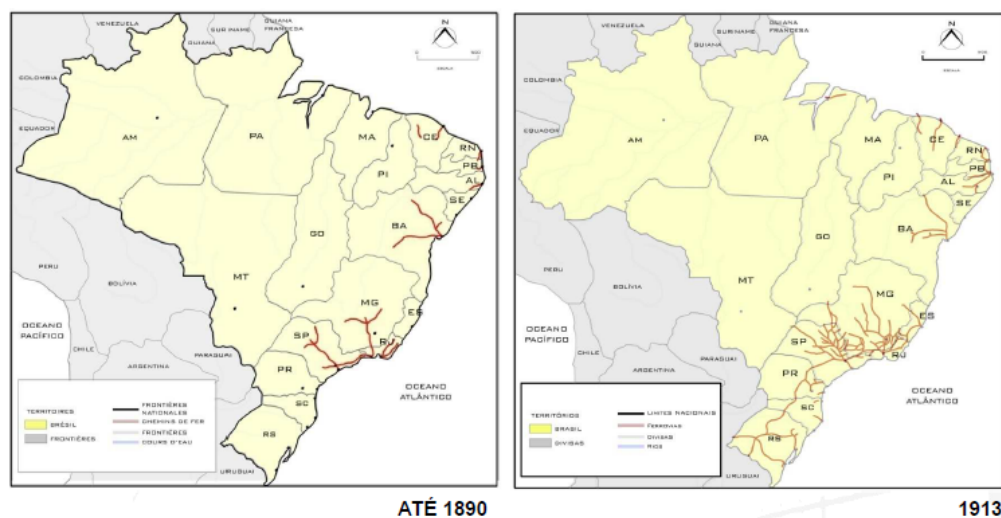 VENEZUELA
SURINAME
GUIANA
FRANCESA
GUIANA
COLOMBIA
EQUADOR
N
AM
PA
MA
CE
RN
PB
PI
AL
SE
BA
GO
MT
PERU
BOLÍVIA
MG
ES
SP
RJ
OCEANO
PACÍFICO
CHILE
PARAGUAI
ARGENTINA
PR
SC
RS
OCEANO
ATLÂNTICO
URUGUAI
TERRITOIRES
BRÉSIL
FRONTIÈRES
FRONTIÈRES
NATIONALES
CHEMINS DE FER
FRONTIÈRES
COURS D'EAU
ATÉ 1890
VENEZUELA
SURINAME
GUIANA
FRANCESA
GUIANA
COLOMBIA
EQUADOR
N
AM
PA
MA
CE
RN
PB
PI
AL
SE
BA
GO
MT
PERU
BOLÍVIA
MG
ES
SP
RJ
OCEANO
PACÍFICO
CHILE
PARAGUAI
ARGENTINA
PR
SC
RS
OCEANO
ATLÂNTICO
URUGUAI
TERRITÓRIOS
BRASIL
DIVISAS
LIMITES NACIONAIS
FERROVIAS
DIVISAS
RIOS
1913